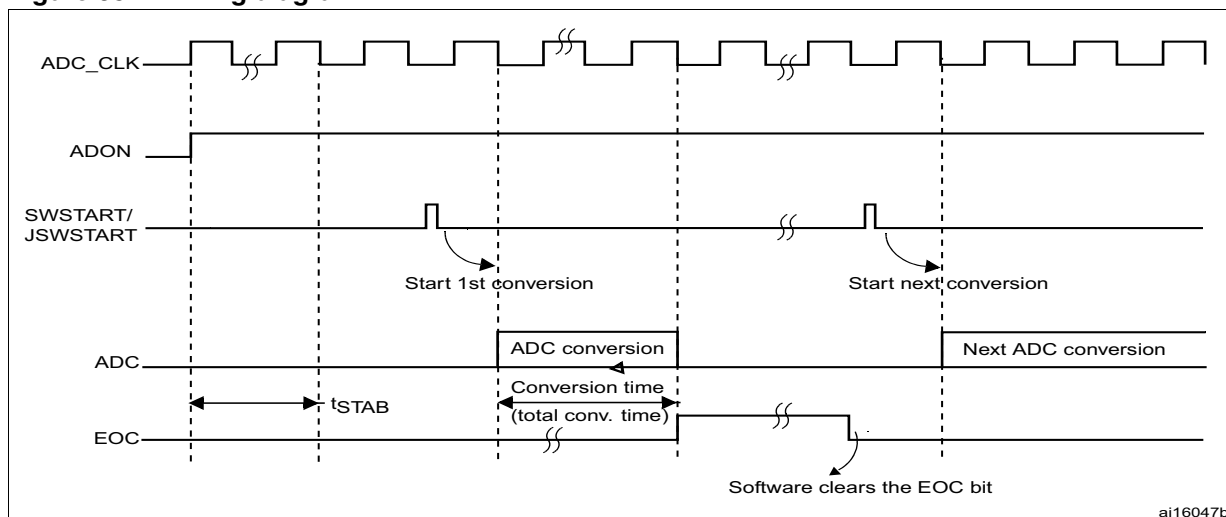 ADC_CLK
ADON
SWSTART/
JSWSTART
Start 1st conversion
Start next conversion
ADC
ADC conversion
Next ADC conversion
Conversion time
(total conv. time)
tSTAB
EOC
Software clears the EOC bit
ai16047b